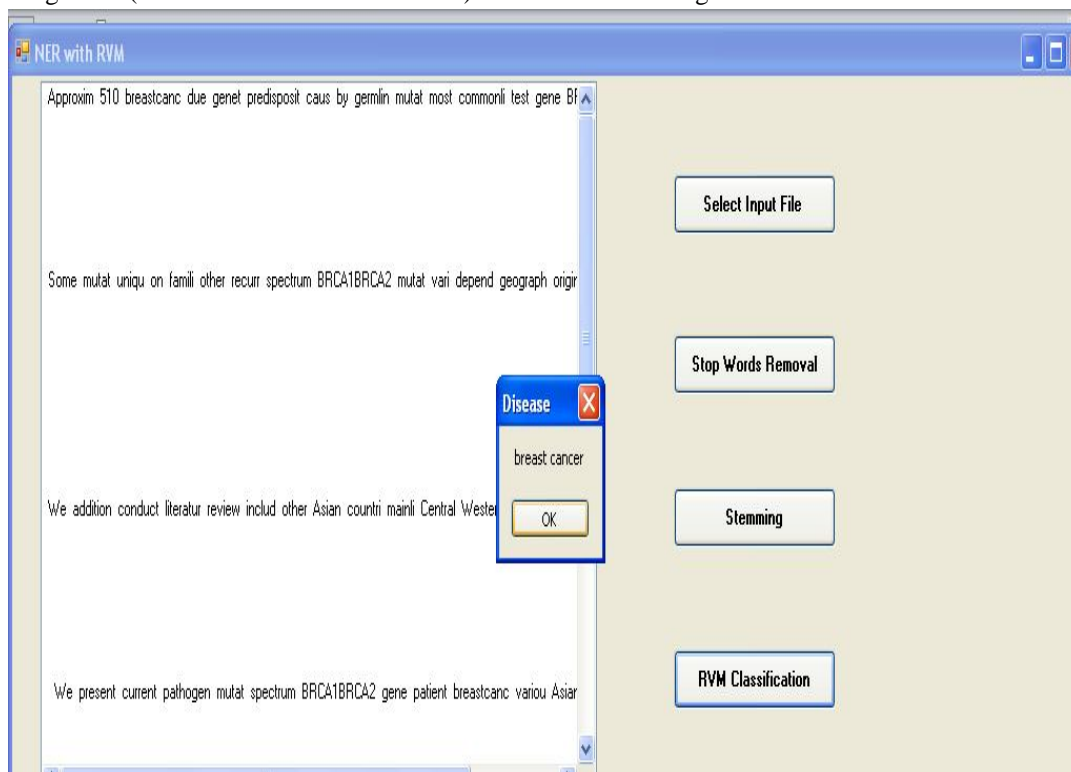 NER with RVM
Approxim 510 breastcanc due genet predisposit caus by germlin mutat most commonli test gene
Select Input File
Some mutat uniqu on famili other recurr spectrum BRCA1BRCA2 mutat vari depend geograph origin
Stop Words Removal
Disease
breast cancer
OK
We addition conduct literatur review includ other Asian countri mainli Central
Stemming
We present current pathogen mutat spectrum BRCA1BRCA2 gene patient breastcanc variou Asian
RVM Classification